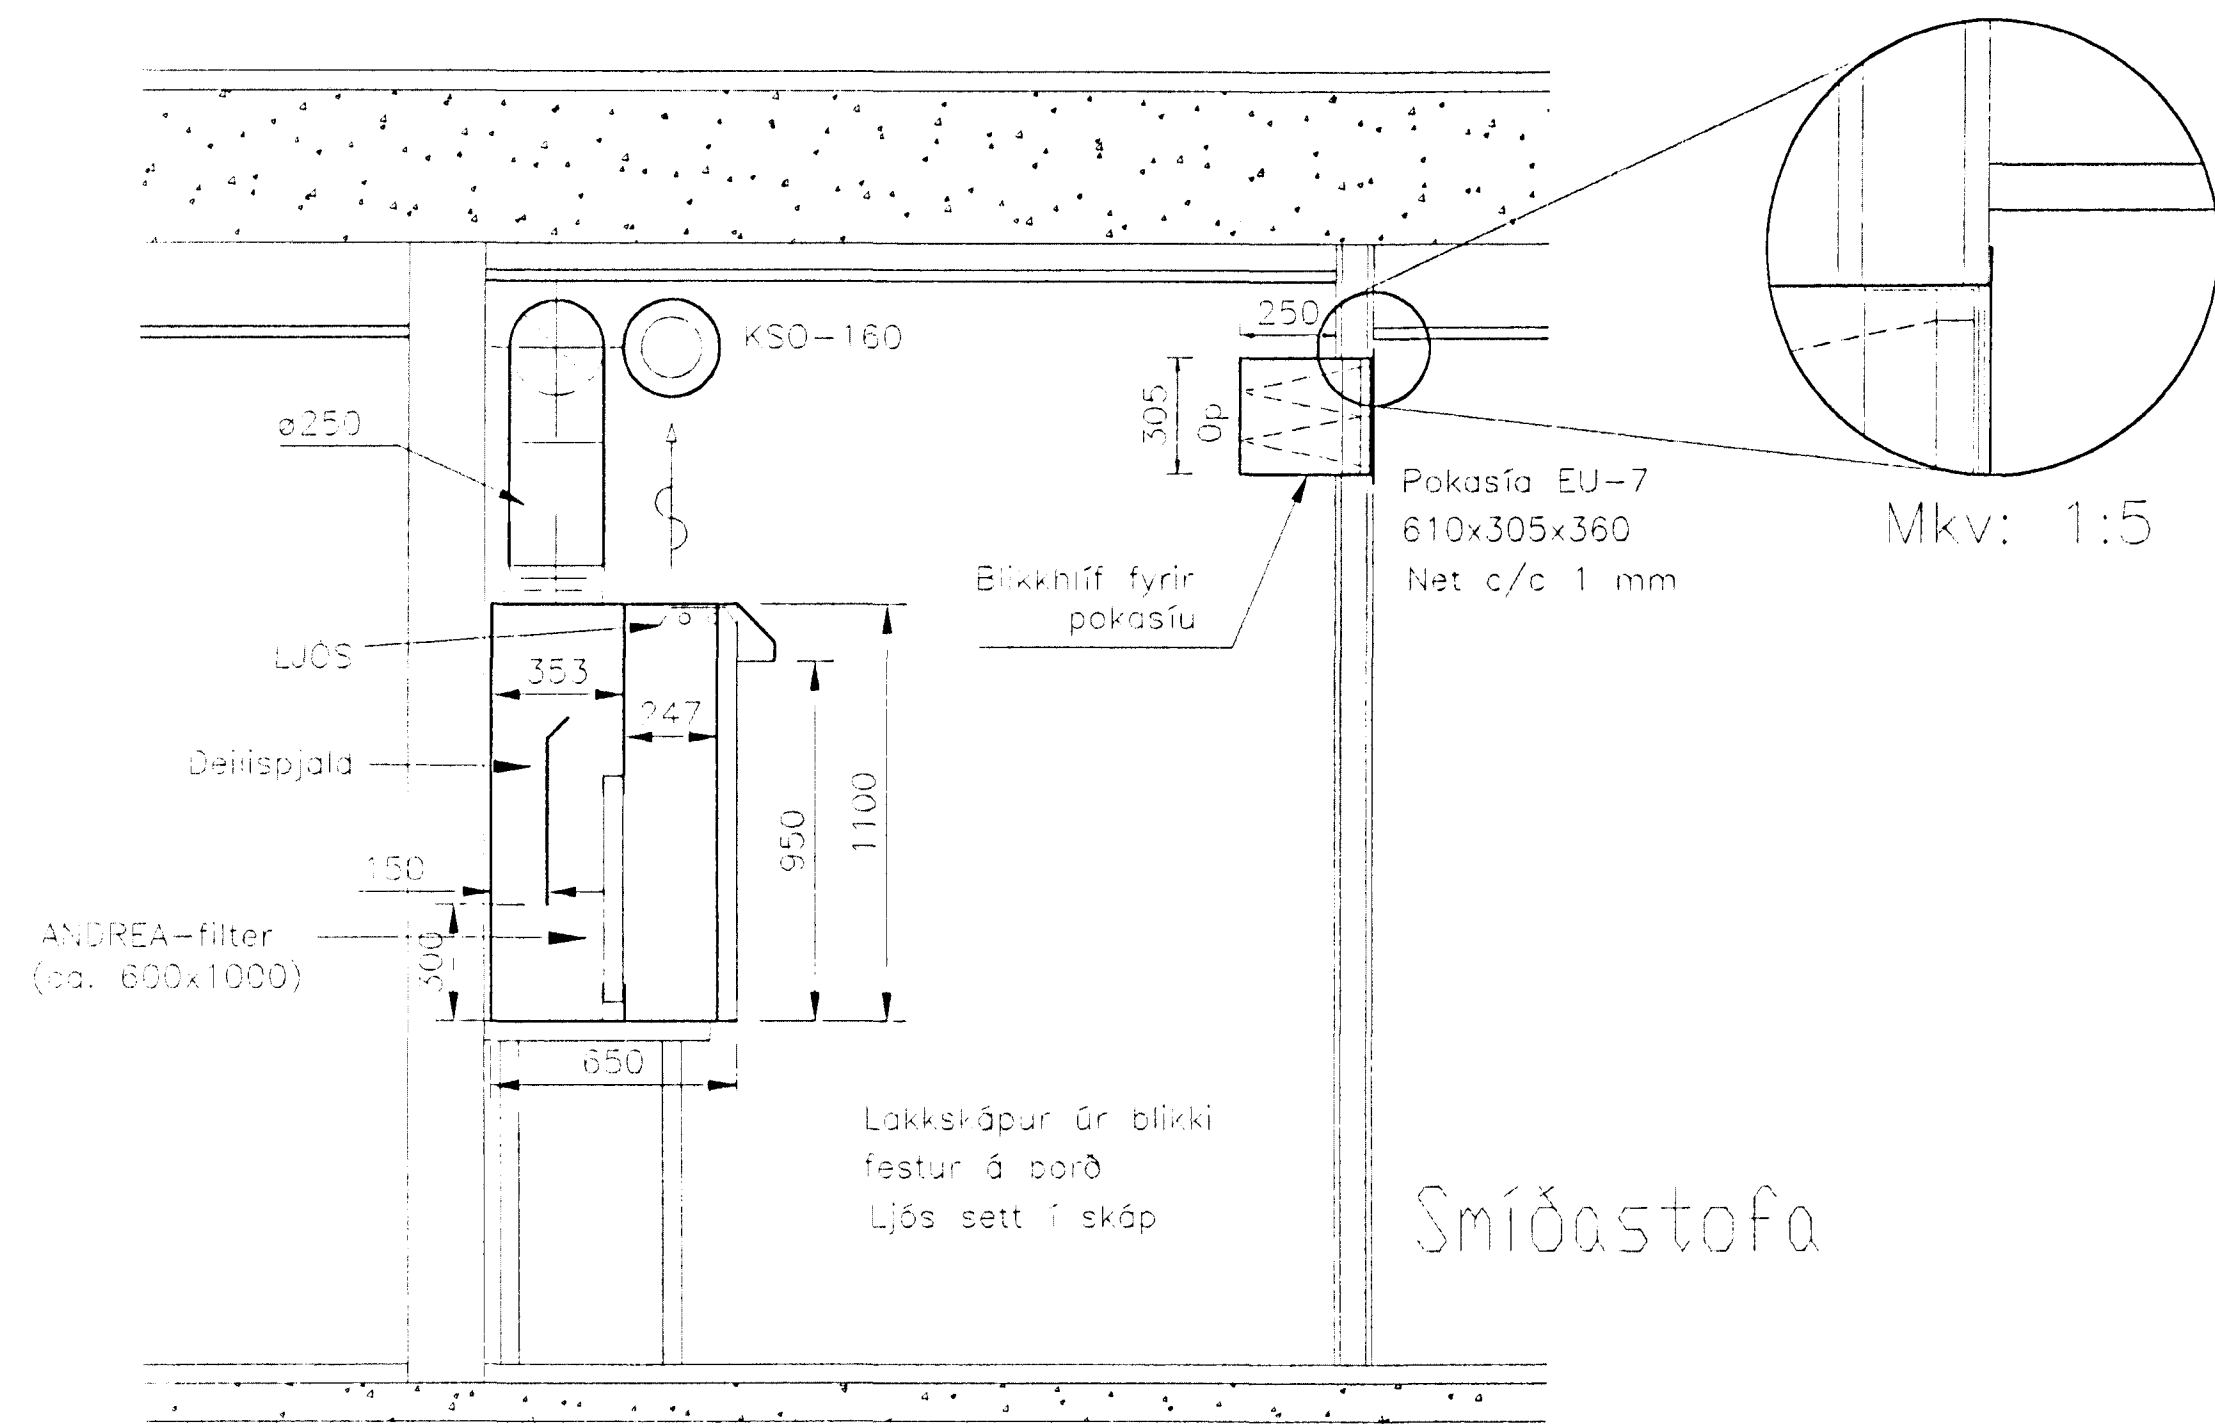 KSO-160
250
ø250
305
Op
Pokasía EU-7
610x305x360
Net c/c 1 mm
Mkv: 1:5
Blikkhlíf fyrir
pokasíu
LJÓS
353
247
Deilispjald
950
1100
150
300
ANDREA-filter
(ca. 600x1000)
650
Lakkskápur úr blikki
festur á borð
Ljós sett í skáp
Smíðastofa